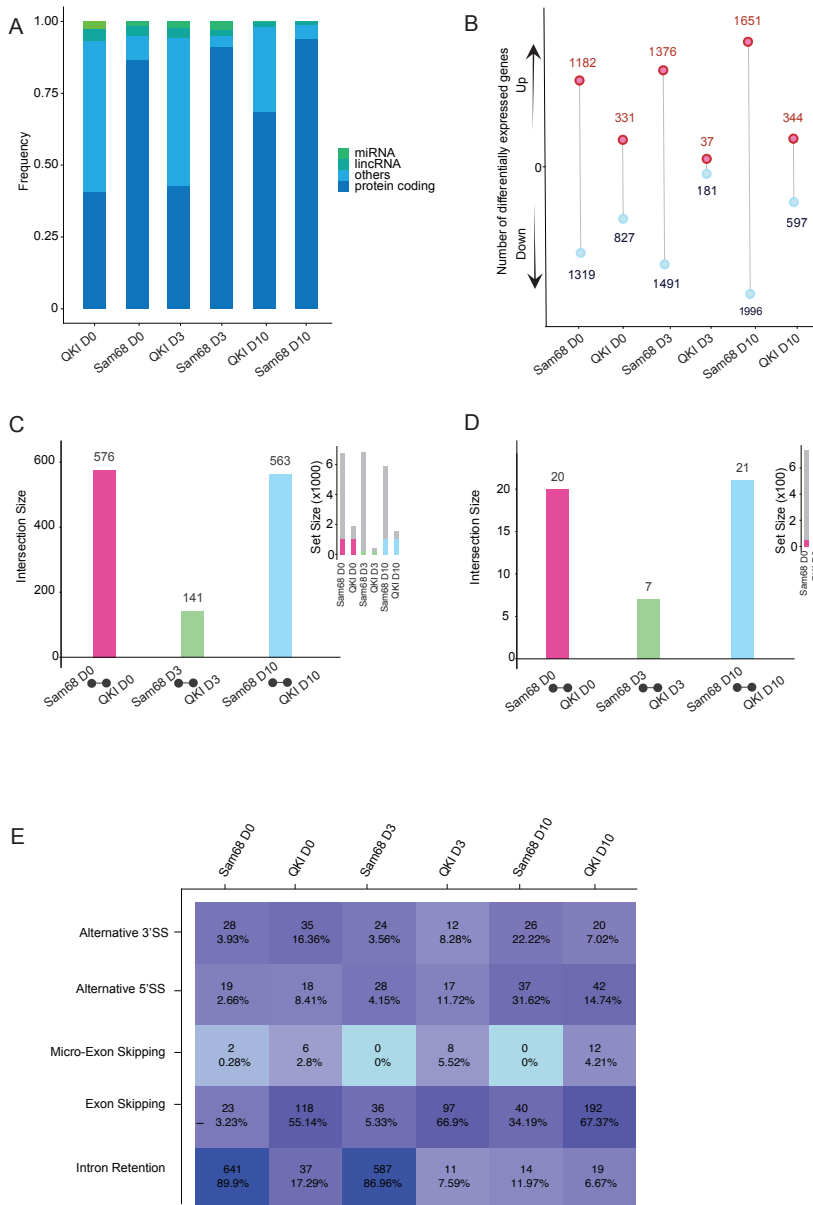 A
1.00
0.75
0.50
0.25
0
Frequency
miRNA
lincRNA
others
protein coding
QKI D0
Sam68 D0
QKI D3
Sam68 D3
QKI D10
Sam68 D10
B
Number of differentially expressed genes
Up
Down
0
1182
331
1376
37
1651
344
1319
827
1491
181
1996
597
Sam68 D0
QKI D0
Sam68 D3
QKI D3
Sam68 D10
QKI D10
C
Intersection Size
600
400
200
0
576
141
563
Sam68 D0
QKI D0
Sam68 D3
QKI D3
Sam68 D10
QKI D10
Set Size (x1000)
6
4
2
0
Sam68 D0
QKI D0
Sam68 D3
QKI D3
Sam68 D10
QKI D10
D
Intersection Size
20
15
10
5
0
20
7
21
Sam68 D0
QKI D0
Sam68 D3
QKI D3
Sam68 D10
QKI D10
Set Size (x100)
6
4
2
0
Sam68 D0
QKI D0
E
Sam68 D0
QKI D0
Sam68 D3
QKI D3
Sam68 D10
QKI D10
Alternative 3'SS
28 35 24 12 26 20
3.93% 16.36% 3.56% 8.28% 22.22% 7.02%
Alternative 5'SS
19 18 28 17 37 42
2.66% 8.41% 4.15% 11.72% 31.62% 14.74%
Micro-Exon Skipping
2 6 0 8 0 12
0.28% 2.8% 0% 5.52% 0% 4.21%
Exon Skipping
23 118 36 97 40 192
3.23% 55.14% 5.33% 66.9% 34.19% 67.37%
Intron Retention
641 37 587 11 14 19
89.9% 17.29% 86.96% 7.59% 11.97% 6.67%